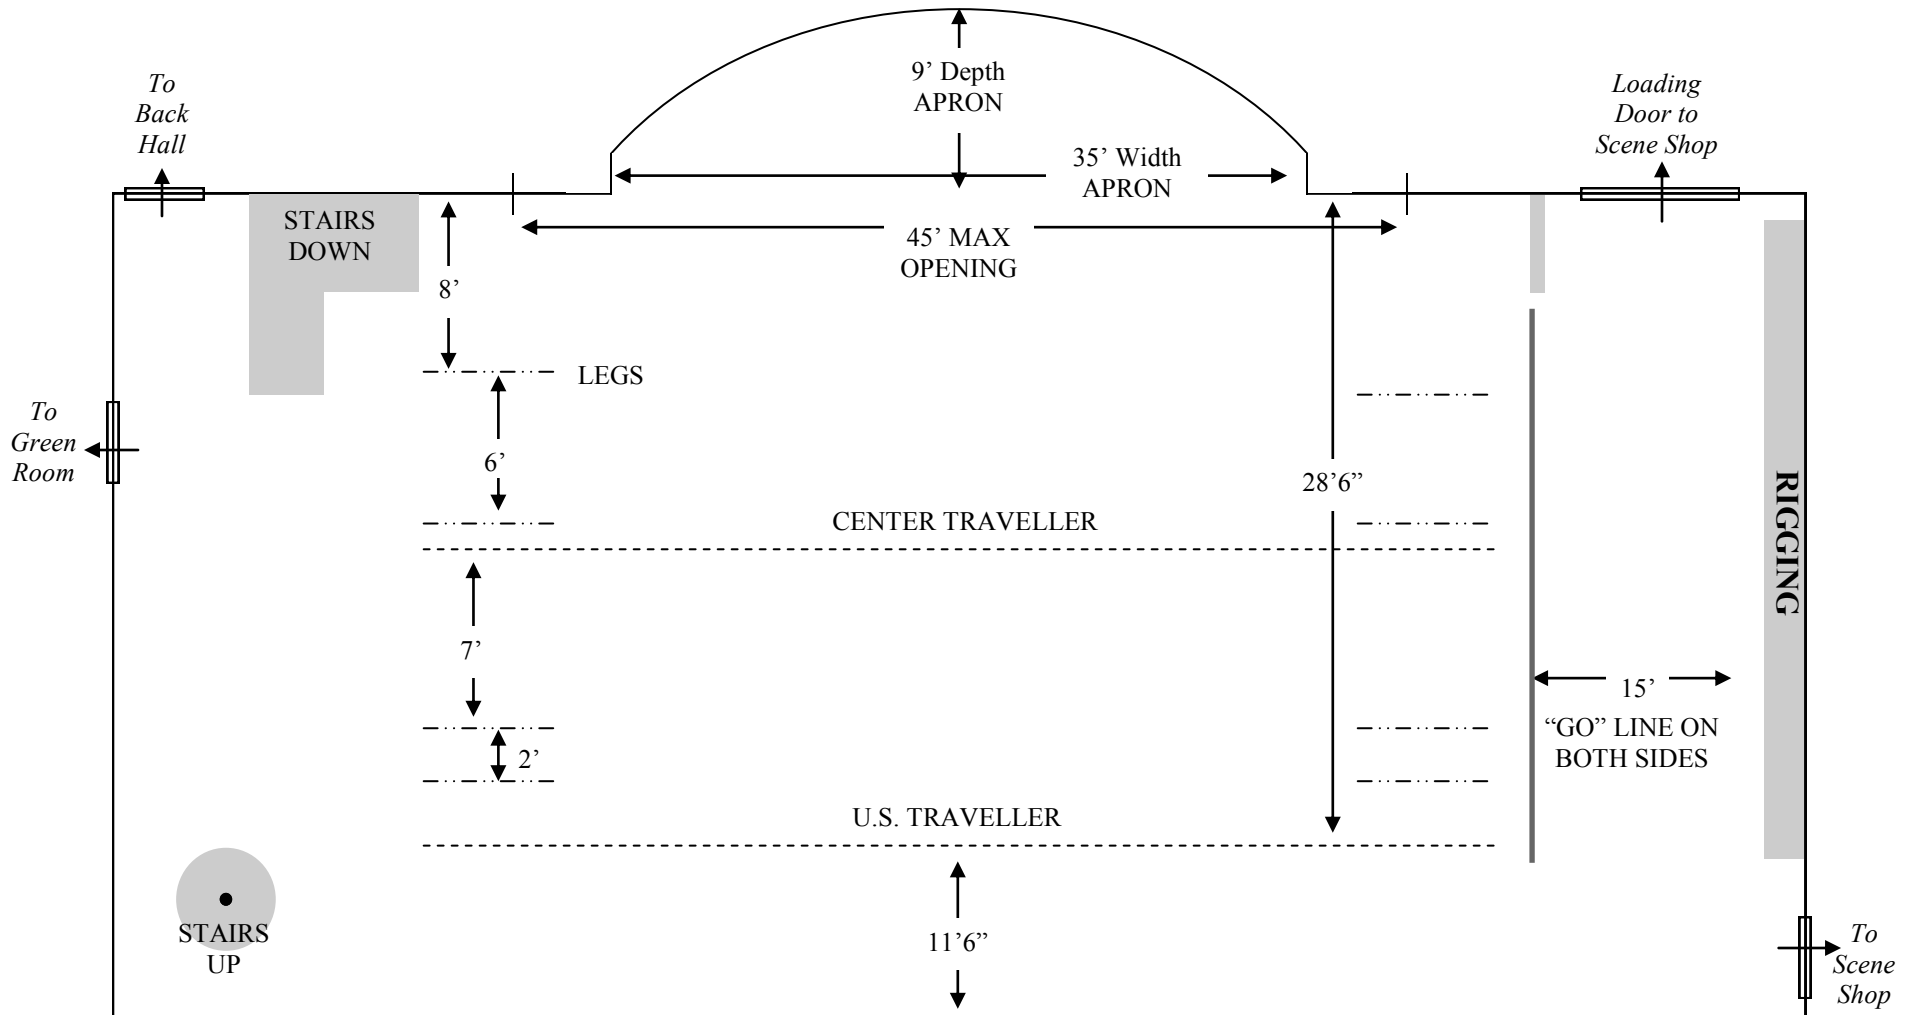 To
Back
Hall
9’ Depth
APRON
Loading
Door to
Scene Shop
35’ Width
APRON
STAIRS
DOWN
45’ MAX
OPENING
8’
LEGS
To
Green
Room
6’
28’6”
RIGGING
CENTER TRAVELLER
7’
15’
“GO” LINE ON
BOTH SIDES
2’
U.S. TRAVELLER
STAIRS
UP
11’6”
To
Scene
Shop